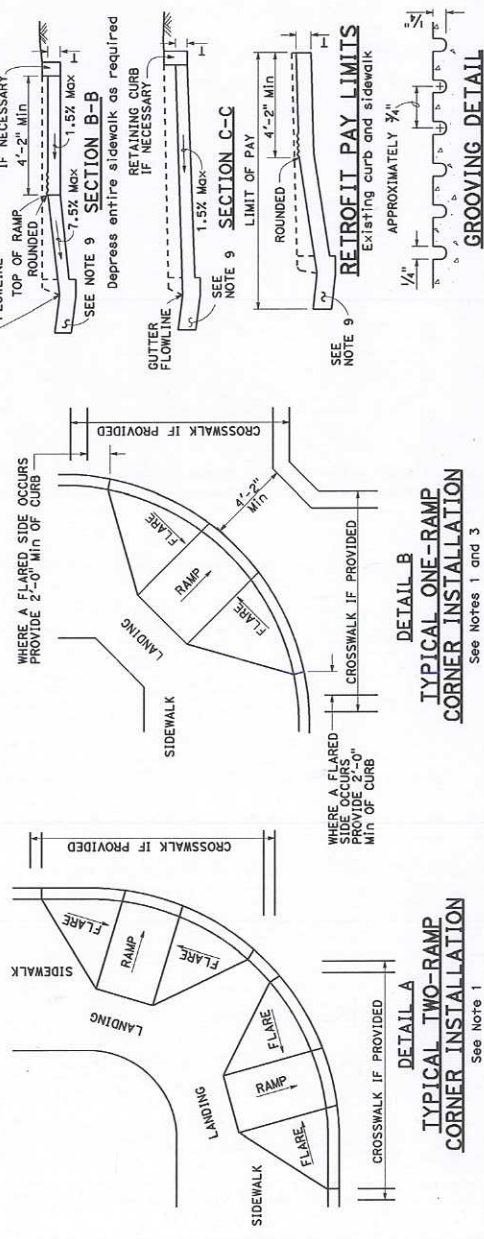 CROSSWALK IF PROVIDED
SIDEWALK
FLARE
RAMP
FLARE
LANDING
LANDING
FLARE
RAMP
FLARE
SIDEWALK
CROSSWALK IF PROVIDED
DETAIL A
TYPICAL TWO-RAMP
CORNER INSTALLATION
See Note 1
WHERE A FLARED SIDE OCCURS
PROVIDE 2'-0" Min OF CURB
CROSSWALK IF PROVIDED
SIDEWALK
LANDING
FLARE
RAMP
FLARE
4'-2"
Min
WHERE A FLARED
SIDE OCCURS
PROVIDE 2'-0"
Min OF CURB
CROSSWALK IF PROVIDED
DETAIL B
TYPICAL ONE-RAMP
CORNER INSTALLATION
See Notes 1 and 3
IF NECESSARY
TOP OF RAMP
ROUNDED
4'-2" Min
T
1.5% Max
7.5% Max
SEE NOTE 9
SECTION B-B
Depress entire sidewalk as required
RETAINING CURB
IF NECESSARY
GUTTER
FLOWLINE
T
1.5% Max
SEE
NOTE 9
SECTION C-C
LIMIT OF PAY
4'-2" Min
T
ROUNDED
SEE
NOTE 9
RETROFIT PAY LIMITS
Existing curb and sidewalk
APPROXIMATELY 3/4"
1/4"
1/4"
GROOVING DETAIL